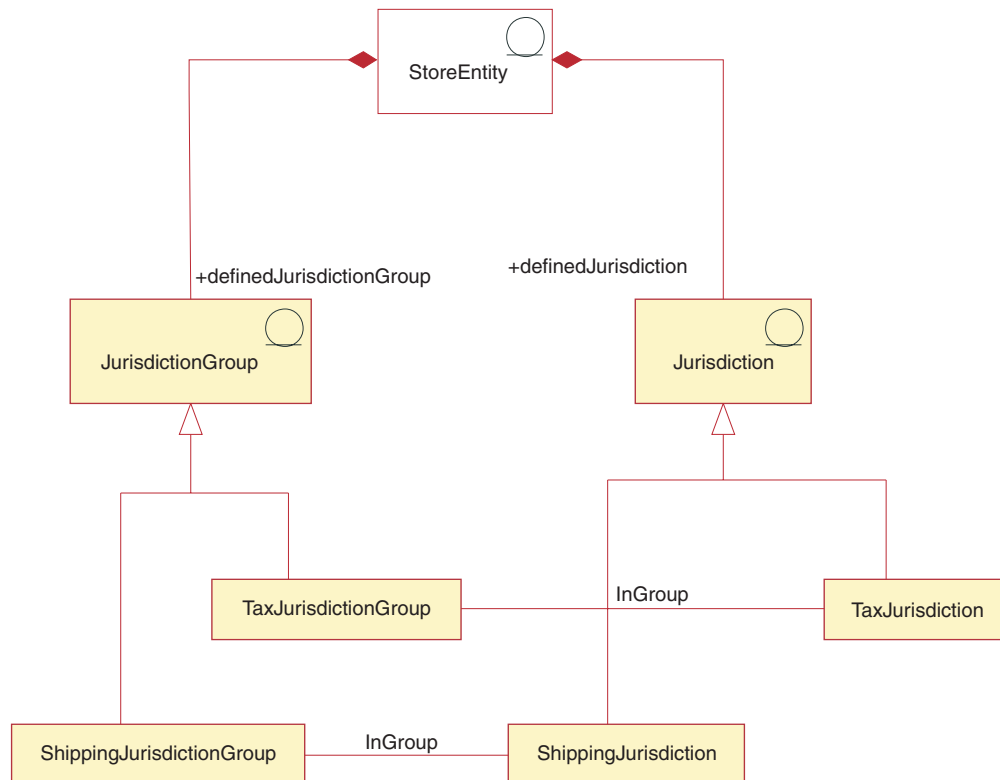 StoreEntity
+definedJurisdictionGroup
+definedJurisdiction
JurisdictionGroup
Jurisdiction
InGroup
TaxJurisdictionGroup
TaxJurisdiction
InGroup
ShippingJurisdictionGroup
ShippingJurisdiction